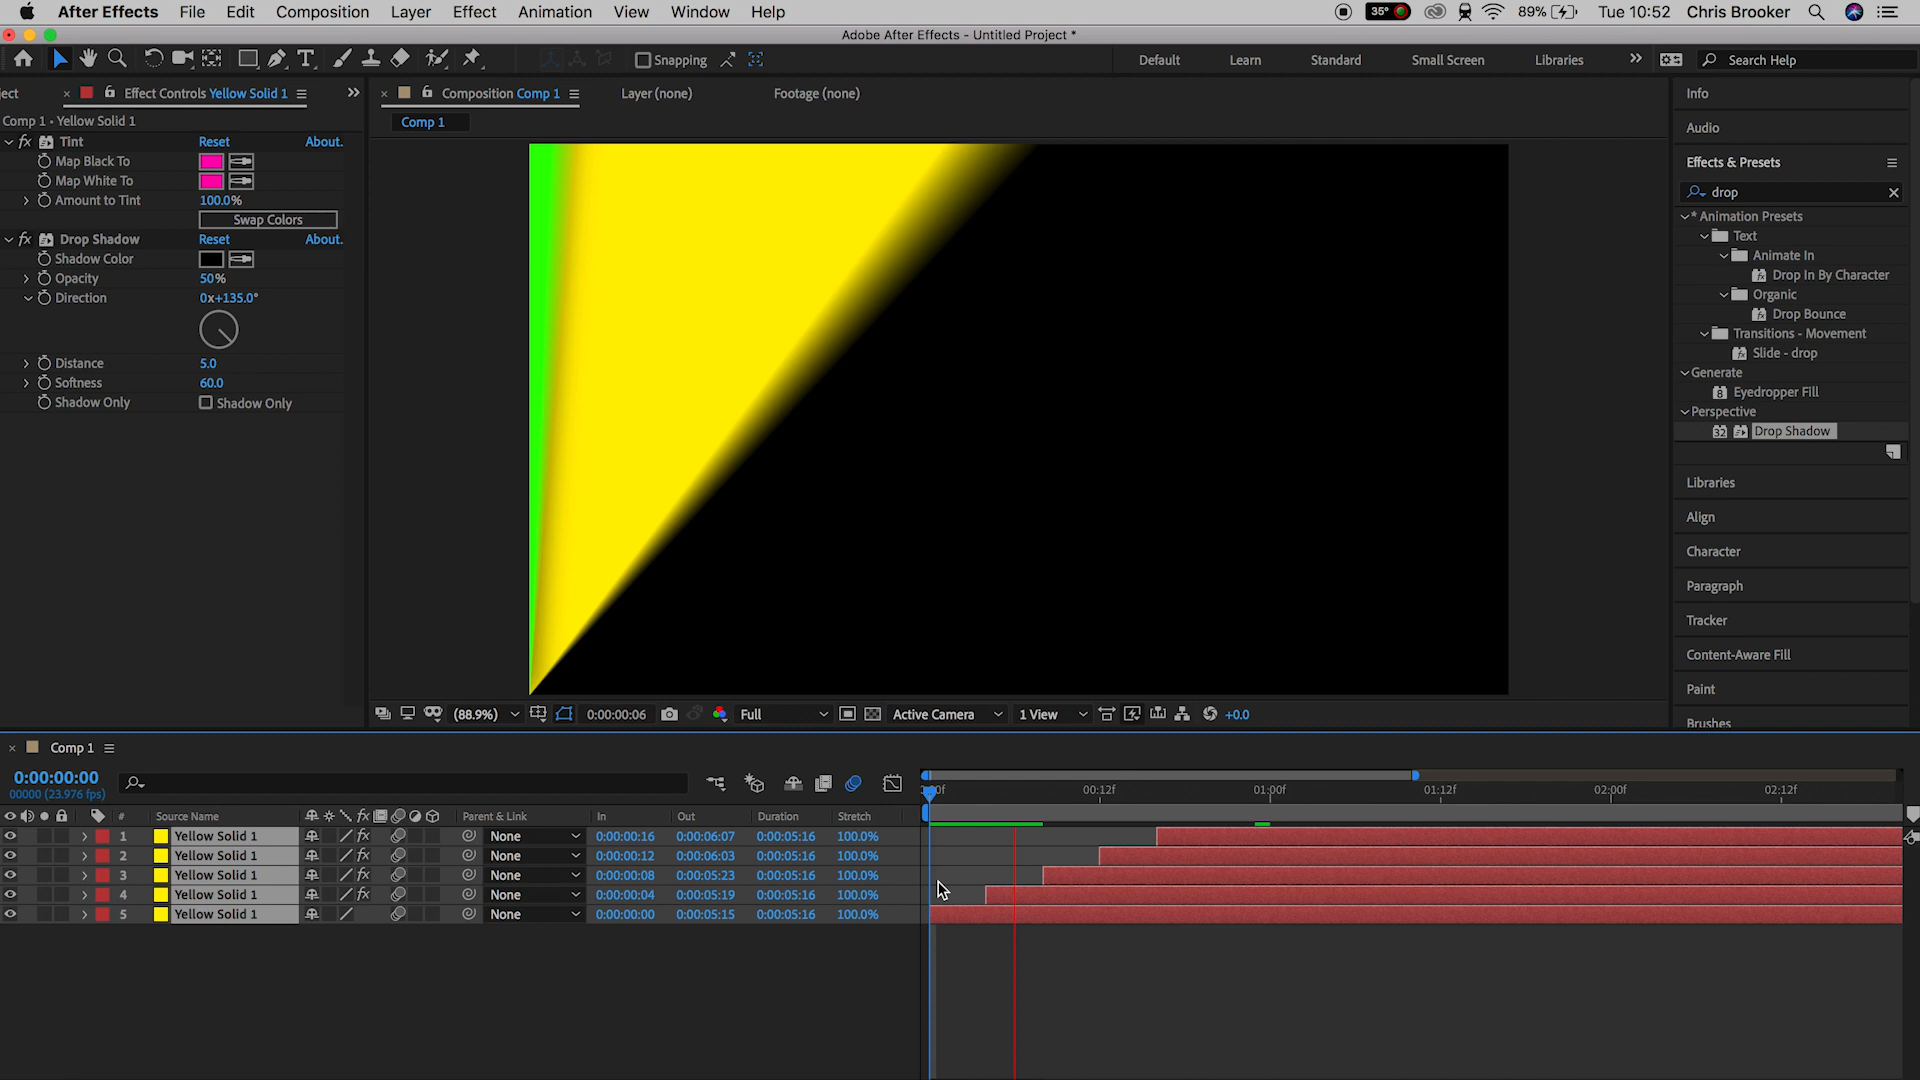 After Effects File Edit Composition Layer Effect Animation View Window Help 35° 89% Tue 10:52 Chris Brooker
Adobe After Effects - Untitled Project *
Snapping Default Learn Standard Small Screen Libraries Search Help
ject × Effect Controls Yellow Solid 1
Comp 1 • Yellow Solid 1
fx Tint Reset About.
Map Black To
Map White To
Amount to Tint 100.0%
Swap Colors
fx Drop Shadow Reset About.
Shadow Color
Opacity 50%
Direction 0x+135.0°
Distance 5.0
Softness 60.0
Shadow Only Shadow Only
× Composition Comp 1 Layer (none) Footage (none)
Comp 1
(88.9%) 0:00:00:06 Full Active Camera 1 View +0.0
Info
Audio
Effects & Presets
drop
* Animation Presets
Text
Animate In
Drop In By Character
Organic
Drop Bounce
Transitions - Movement
Slide - drop
Generate
8 Eyedropper Fill
Perspective
32 Drop Shadow
Libraries
Align
Character
Paragraph
Tracker
Content-Aware Fill
Paint
Brushes
× Comp 1
0:00:00:00
00000 (23.976 fps)
00f 00:12f 01:00f 01:12f 02:00f 02:12f
# Source Name fx Parent & Link In Out Duration Stretch
1 Yellow Solid 1 fx None 0:00:00:16 0:00:06:07 0:00:05:16 100.0%
2 Yellow Solid 1 fx None 0:00:00:12 0:00:06:03 0:00:05:16 100.0%
3 Yellow Solid 1 fx None 0:00:00:08 0:00:05:23 0:00:05:16 100.0%
4 Yellow Solid 1 fx None 0:00:00:04 0:00:05:19 0:00:05:16 100.0%
5 Yellow Solid 1 None 0:00:00:00 0:00:05:15 0:00:05:16 100.0%